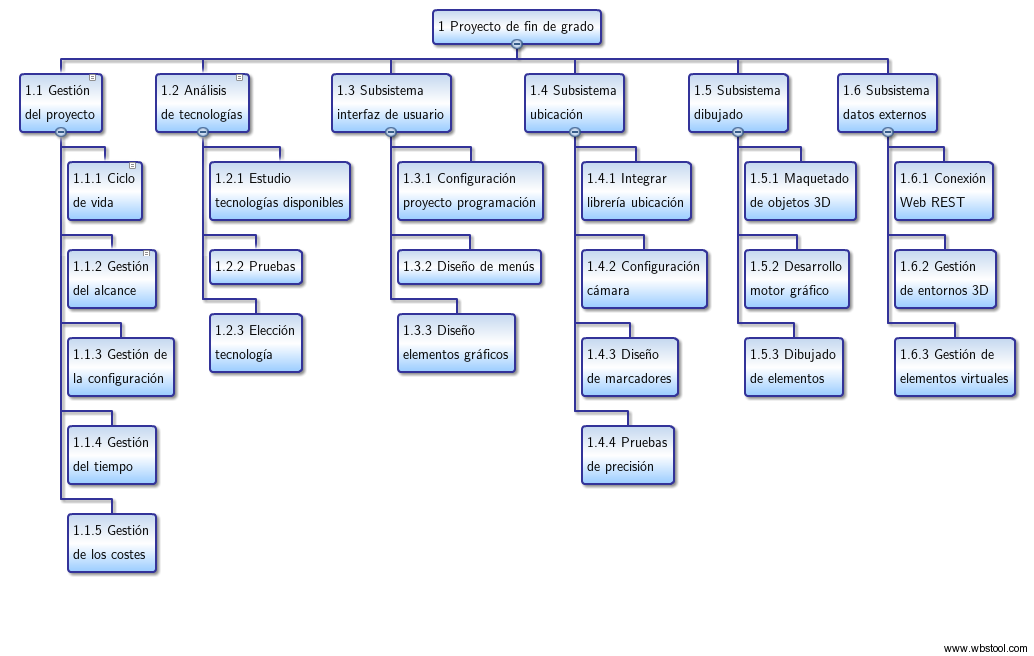 1 Proyecto de fin de grado
1.1 Gestión
del proyecto
1.1.1 Ciclo
de vida
1.1.2 Gestión
del alcance
1.1.3 Gestión de
la configuración
1.1.4 Gestión
del tiempo
1.1.5 Gestión
de los costes
1.2 Análisis
de tecnologías
1.2.1 Estudio
tecnologías disponibles
1.2.2 Pruebas
1.2.3 Elección
tecnología
1.3 Subsistema
interfaz de usuario
1.3.1 Configuración
proyecto programación
1.3.2 Diseño de menús
1.3.3 Diseño
elementos gráficos
1.4 Subsistema
ubicación
1.4.1 Integrar
librería ubicación
1.4.2 Configuración
cámara
1.4.3 Diseño
de marcadores
1.4.4 Pruebas
de precisión
1.5 Subsistema
dibujado
1.5.1 Maquetado
de objetos 3D
1.5.2 Desarrollo
motor gráfico
1.5.3 Dibujado
de elementos
1.6 Subsistema
datos externos
1.6.1 Conexión
Web REST
1.6.2 Gestión
de entornos 3D
1.6.3 Gestión de
elementos virtuales
www.wbstool.com